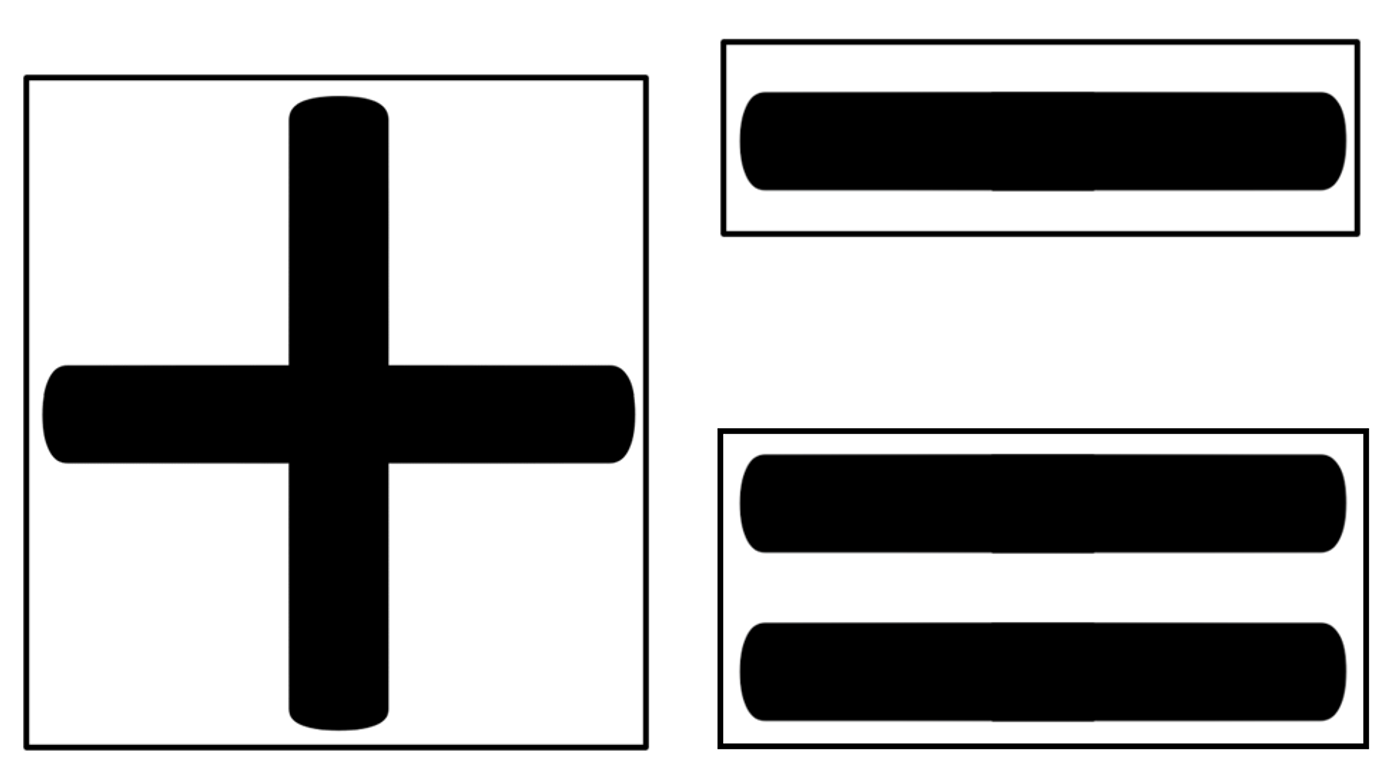 +
−
=